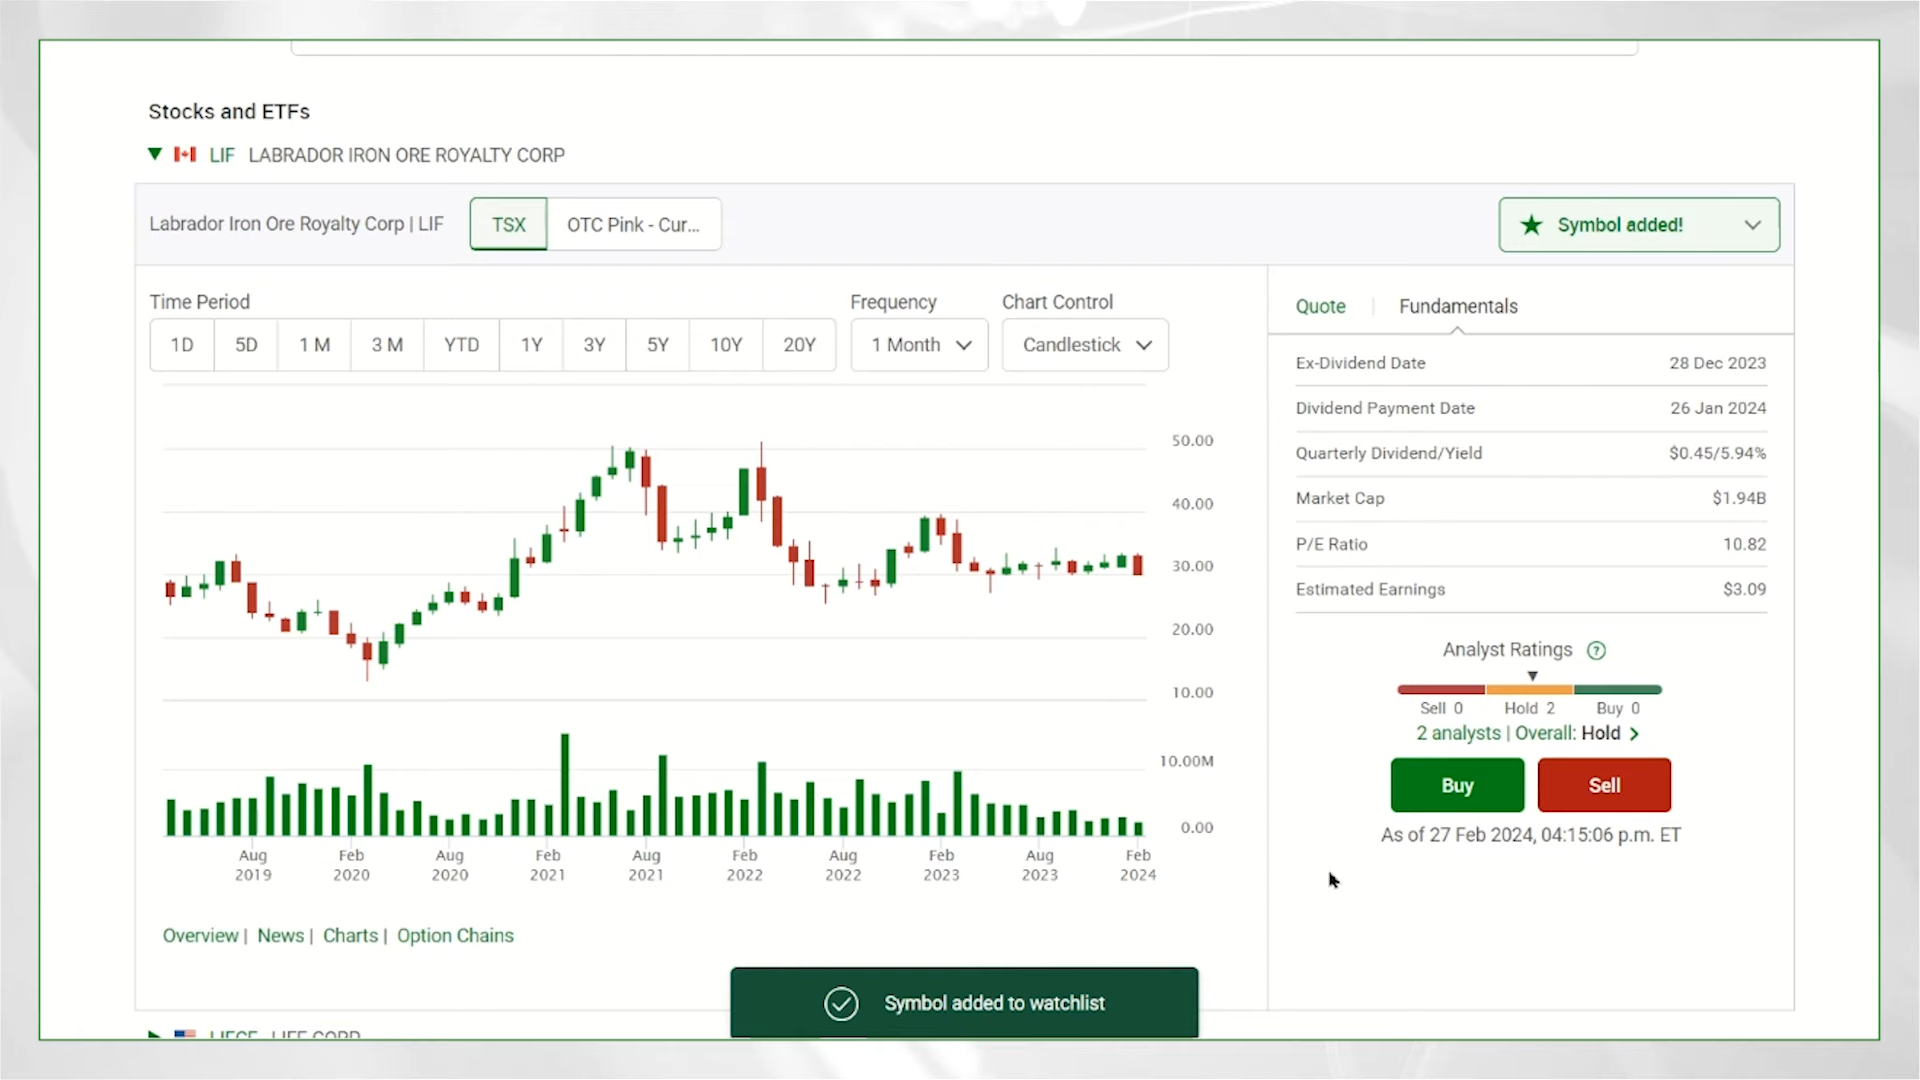 Stocks and ETFs
LIF LABRADOR IRON ORE ROYALTY CORP
Labrador Iron Ore Royalty Corp | LIF TSX OTC Pink - Cur... Symbol added!
Time Period Frequency Chart Control
1D 5D 1 M 3 M YTD 1Y 3Y 5Y 10Y 20Y 1 Month Candlestick
Quote Fundamentals
Ex-Dividend Date 28 Dec 2023
Dividend Payment Date 26 Jan 2024
Quarterly Dividend/Yield $0.45/5.94%
Market Cap $1.94B
P/E Ratio 10.82
Estimated Earnings $3.09
Analyst Ratings ?
Sell 0 Hold 2 Buy 0
2 analysts | Overall: Hold
Buy Sell
As of 27 Feb 2024, 04:15:06 p.m. ET
50.00
40.00
30.00
20.00
10.00
10.00M
0.00
Aug Feb Aug Feb Aug Feb Aug Feb Aug Feb
2019 2020 2020 2021 2021 2022 2022 2023 2023 2024
Overview | News | Charts | Option Chains
Symbol added to watchlist